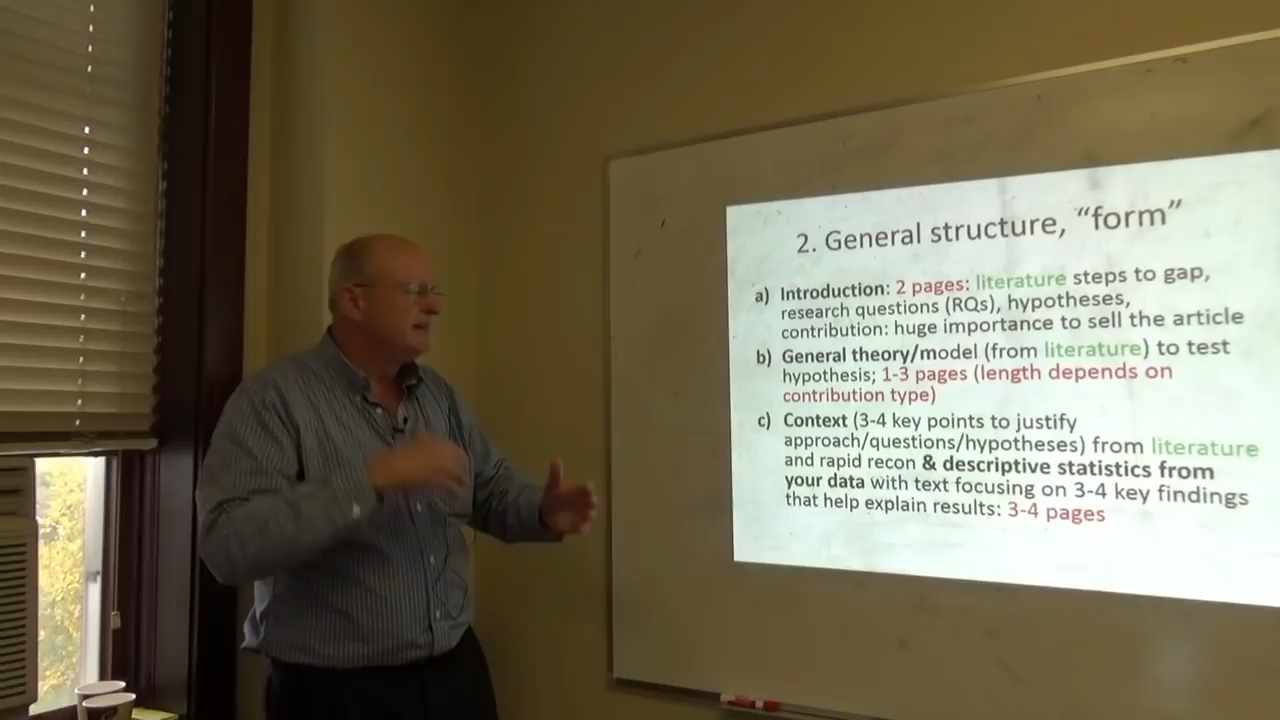 2. General structure, “form”
a) Introduction: 2 pages: literature steps to gap,
research questions (RQs), hypotheses,
contribution: huge importance to sell the article
b) General theory/model (from literature) to test
hypothesis; 1-3 pages (length depends on
contribution type)
c) Context (3-4 key points to justify
approach/questions/hypotheses) from literature
and rapid recon & descriptive statistics from
your data with text focusing on 3-4 key findings
that help explain results: 3-4 pages